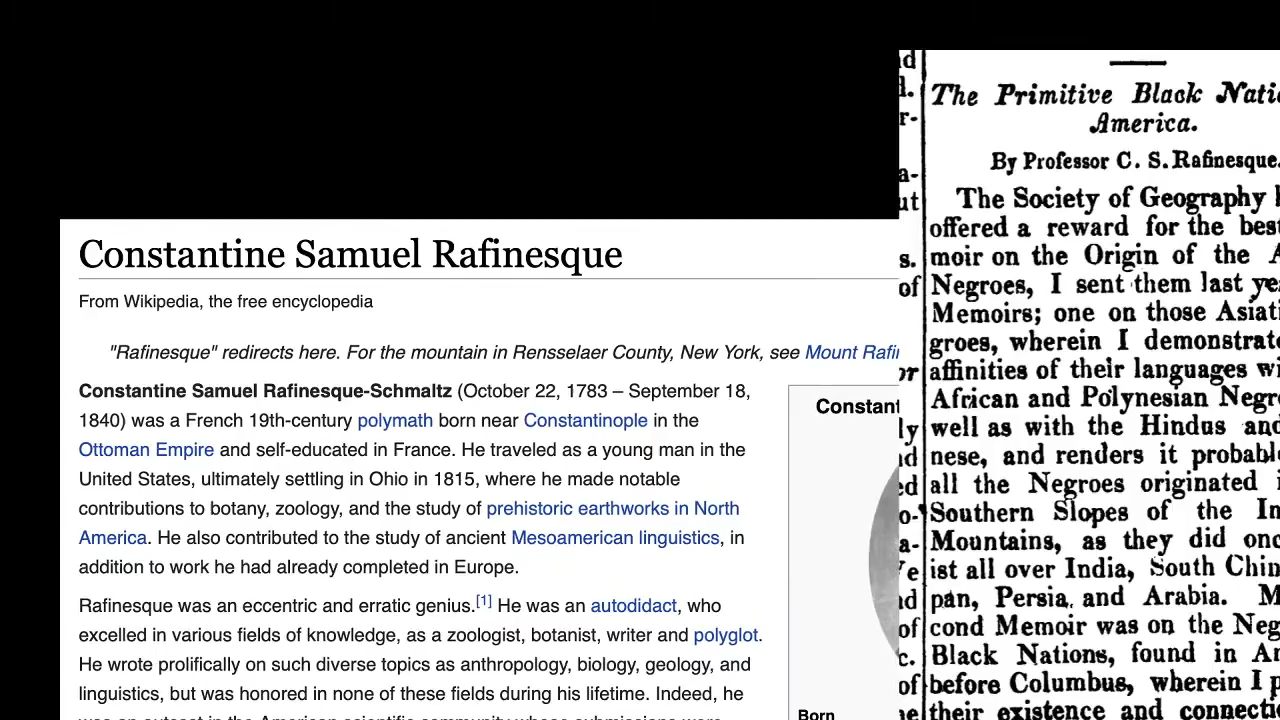 Constantine Samuel Rafinesque
From Wikipedia, the free encyclopedia
"Rafinesque" redirects here. For the mountain in Rensselaer County, New York, see Mount Rafi
Constantine Samuel Rafinesque-Schmaltz (October 22, 1783 – September 18,
1840) was a French 19th-century polymath born near Constantinople in the
Ottoman Empire and self-educated in France. He traveled as a young man in the
United States, ultimately settling in Ohio in 1815, where he made notable
contributions to botany, zoology, and the study of prehistoric earthworks in North
America. He also contributed to the study of ancient Mesoamerican linguistics, in
addition to work he had already completed in Europe.
Rafinesque was an eccentric and erratic genius.[1] He was an autodidact, who
excelled in various fields of knowledge, as a zoologist, botanist, writer and polyglot.
He wrote prolifically on such diverse topics as anthropology, biology, geology, and
linguistics, but was honored in none of these fields during his lifetime. Indeed, he
Constant
Born
The Primitive Black Nati
America.
By Professor C. S. Rafinesque.
The Society of Geography
offered a reward for the best
moir on the Origin of the A
Negroes, I sent them last ye
Memoirs; one on those Asiati
groes, wherein I demonstrate
affinities of their languages wi
African and Polynesian Negr
well as with the Hindus and
nese, and renders it probabl
all the Negroes originated i
Southern Slopes of the Im
Mountains, as they did onc
ist all over India, South Chin
pan, Persia, and Arabia. M
cond Memoir was on the Neg
Black Nations, found in Am
before Columbus, wherein I p
their existence and connecti